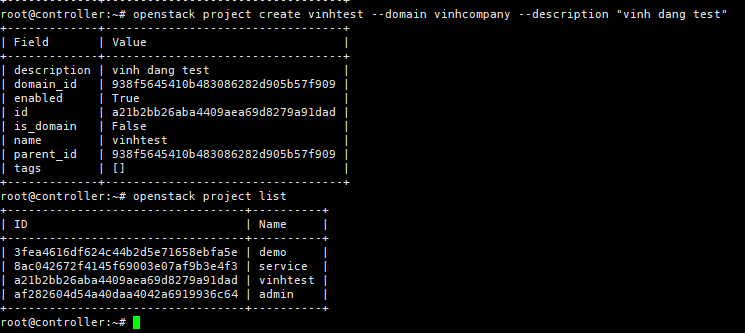 +-------------+----------------------------------+
root@controller:~# openstack project create vinhtest --domain vinhcompany --description "vinh dang test"
+-------------+----------------------------------+
| Field       | Value                            |
+-------------+----------------------------------+
| description | vinh dang test                   |
| domain_id   | 938f5645410b483086282d905b57f909 |
| enabled     | True                             |
| id          | a21b2bb26aba4409aea69d8279a91dad |
| is_domain   | False                            |
| name        | vinhtest                         |
| parent_id   | 938f5645410b483086282d905b57f909 |
| tags        | []                               |
+-------------+----------------------------------+
root@controller:~# openstack project list
+----------------------------------+----------+
| ID                               | Name     |
+----------------------------------+----------+
| 3fea4616df624c44b2d5e71658ebfa5e | demo     |
| 8ac042672f4145f69003e07af9b3e4f3 | service  |
| a21b2bb26aba4409aea69d8279a91dad | vinhtest |
| af282604d54a40daa4042a6919936c64 | admin    |
+----------------------------------+----------+
root@controller:~#